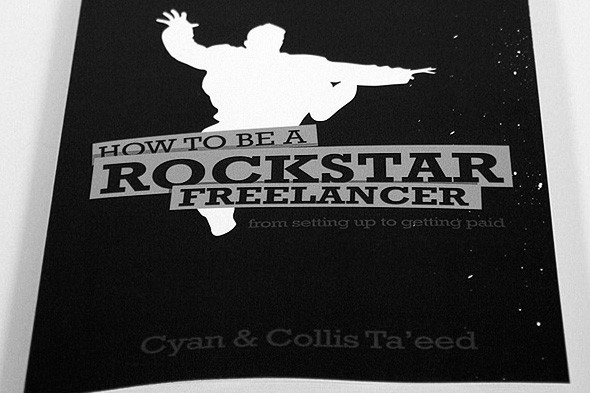 HOW TO BE A
ROCKSTAR
FREELANCER
from setting up to getting paid
Cyan & Collis Ta'eed